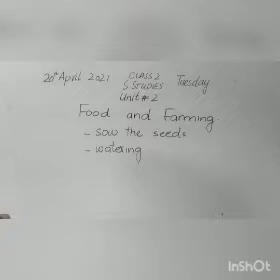 20th April 2021 CLASS 2 Tuesday
S STUDIES
Unit # 2
Food and Farming.
- sow the seeds
- watering
InShOt